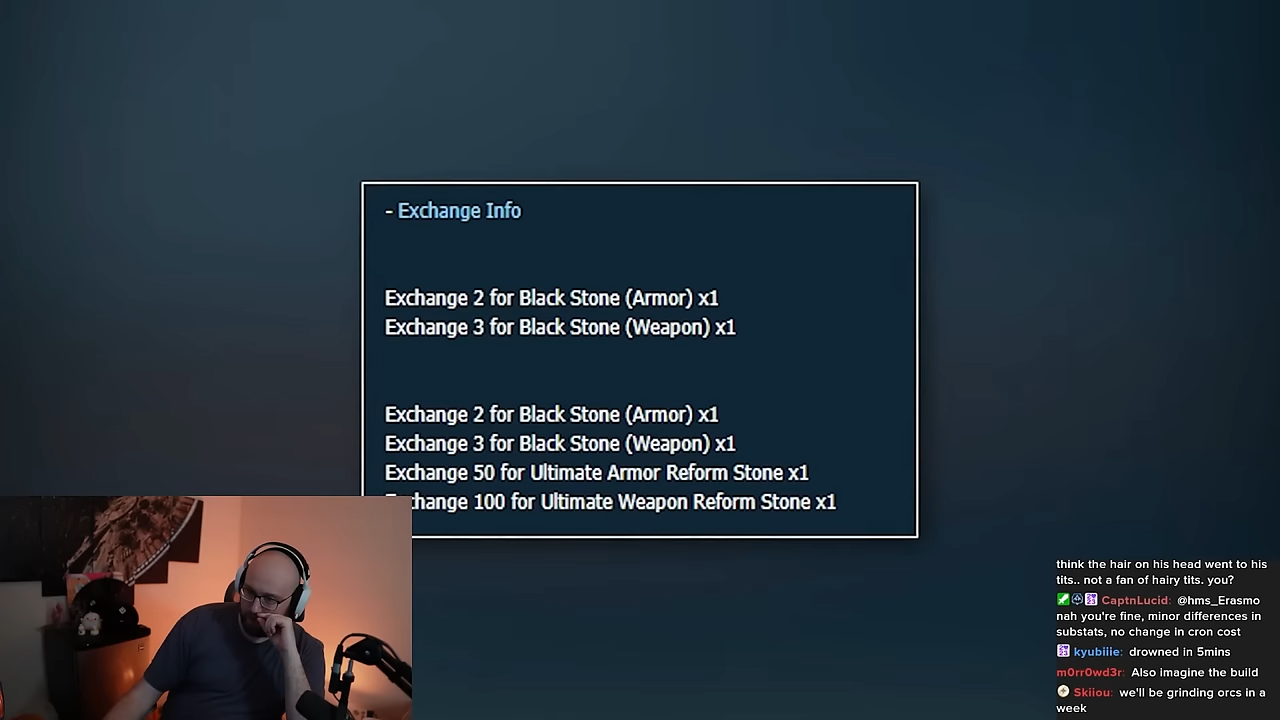 - Exchange Info
Exchange 2 for Black Stone (Armor) x1
Exchange 3 for Black Stone (Weapon) x1
Exchange 2 for Black Stone (Armor) x1
Exchange 3 for Black Stone (Weapon) x1
Exchange 50 for Ultimate Armor Reform Stone x1
change 100 for Ultimate Weapon Reform Stone x1
think the hair on his head went to his
tits.. not a fan of hairy tits. you?
CaptnLucid: @hms_Erasmo
nah you're fine, minor differences in
substats, no change in cron cost
kyubiiie: drowned in 5mins
m0rr0wd3r: Also imagine the build
Skiiou: we'll be grinding orcs in a
week